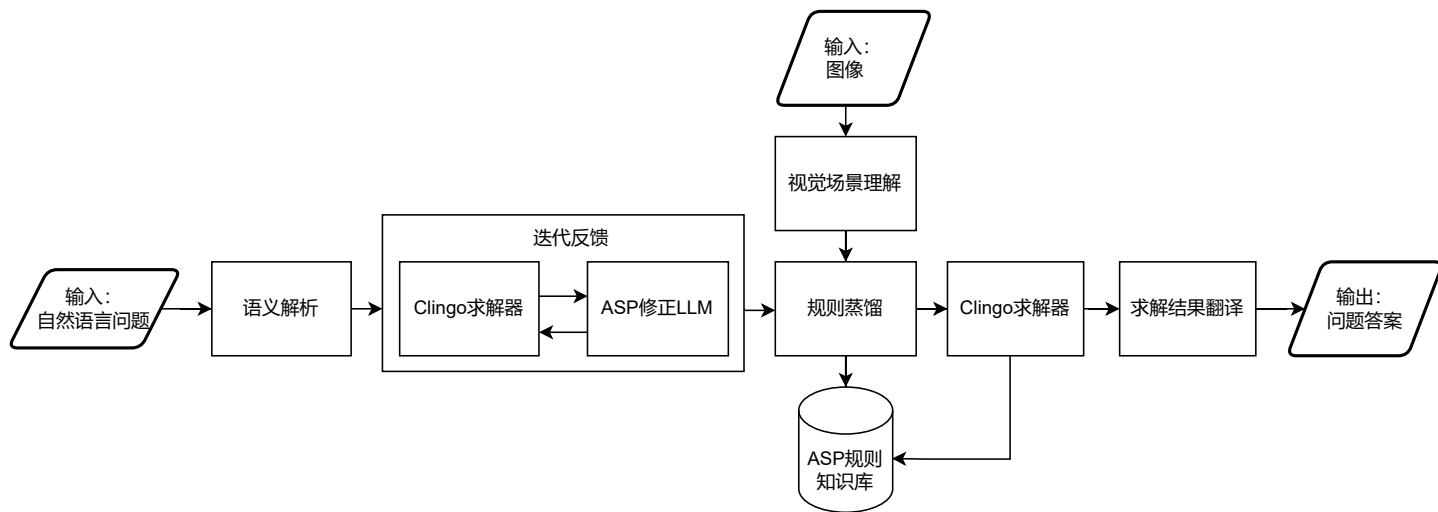 输入：
图像
视觉场景理解
迭代反馈
输入：
自然语言问题
语义解析
Clingo求解器
ASP修正LLM
规则蒸馏
Clingo求解器
求解结果翻译
输出：
问题答案
ASP规则
知识库